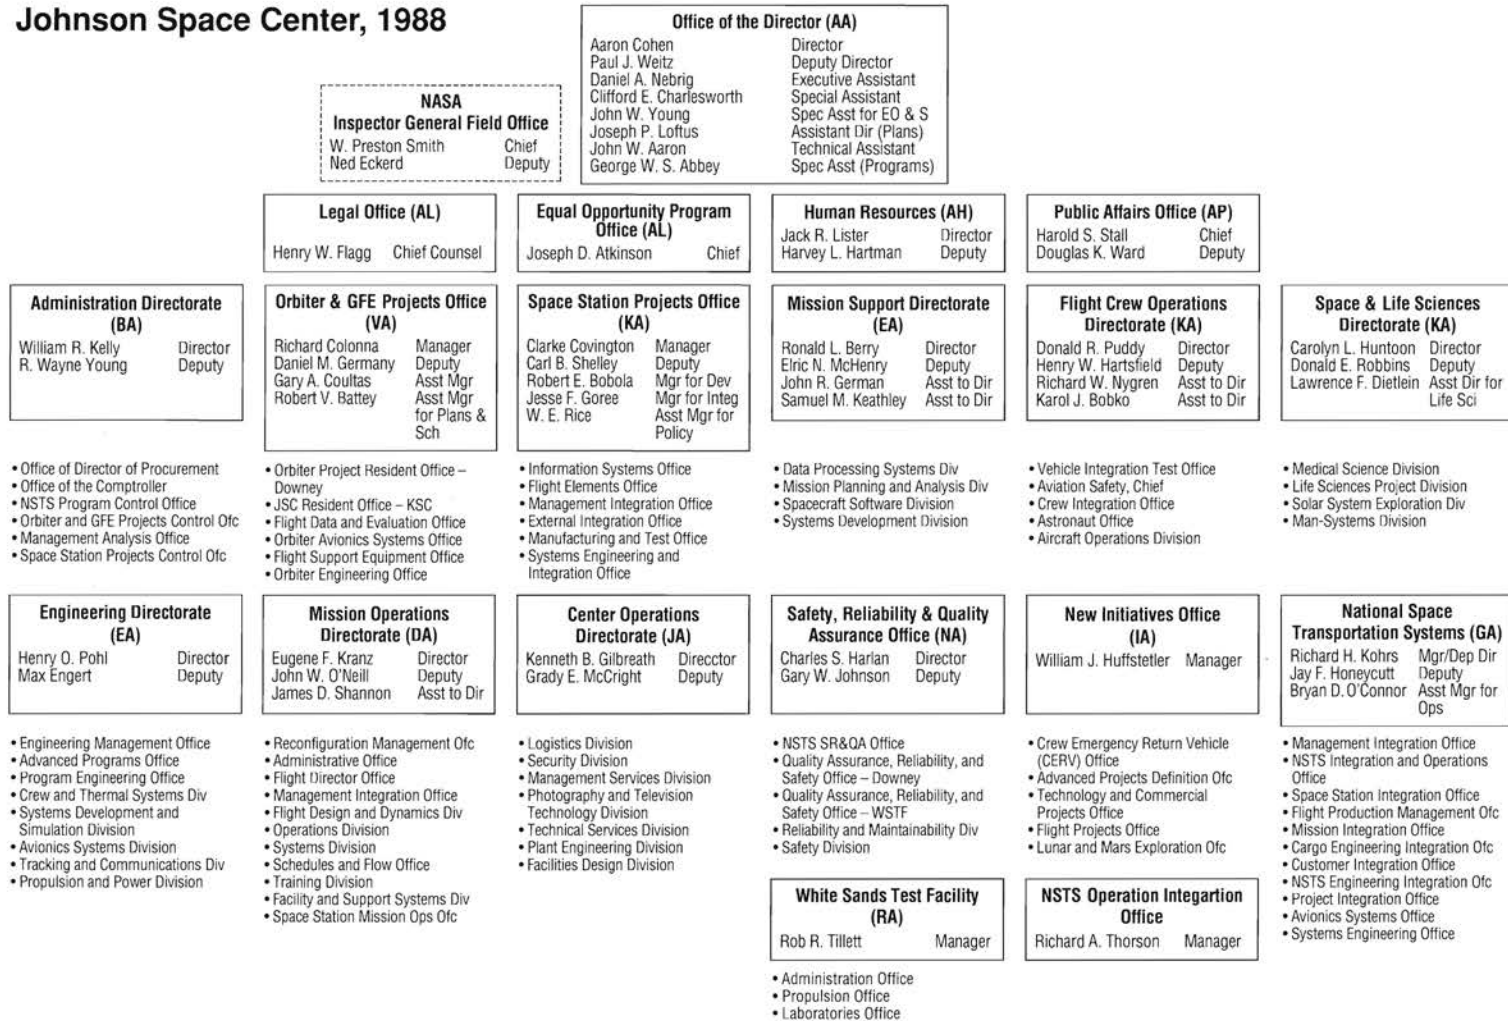 Johnson Space Center, 1988
Office of the Director (AA)
Aaron Cohen Director
Paul J. Weitz Deputy Director
Daniel A. Nebrig Executive Assistant
Clifford E. Charlesworth Special Assistant
John W. Young Spec Asst for EO & S
Joseph P. Loftus Assistant Dir (Plans)
John W. Aaron Technical Assistant
George W. S. Abbey Spec Asst (Programs)
NASA
Inspector General Field Office
W. Preston Smith Chief
Ned Eckerd Deputy
Legal Office (AL)
Henry W. Flagg Chief Counsel
Equal Opportunity Program
Office (AL)
Joseph D. Atkinson Chief
Human Resources (AH)
Jack R. Lister Director
Harvey L. Hartman Deputy
Public Affairs Office (AP)
Harold S. Stall Chief
Douglas K. Ward Deputy
Administration Directorate
(BA)
William R. Kelly Director
R. Wayne Young Deputy
• Office of Director of Procurement
• Office of the Comptroller
• NSTS Program Control Office
• Orbiter and GFE Projects Control Ofc
• Management Analysis Office
• Space Station Projects Control Ofc
Orbiter & GFE Projects Office
(VA)
Richard Colonna Manager
Daniel M. Germany Deputy
Gary A. Coultas Asst Mgr
Robert V. Battey Asst Mgr
for Plans &
Sch
• Orbiter Project Resident Office –
Downey
• JSC Resident Office – KSC
• Flight Data and Evaluation Office
• Orbiter Avionics Systems Office
• Flight Support Equipment Office
• Orbiter Engineering Office
Space Station Projects Office
(KA)
Clarke Covington Manager
Carl B. Shelley Deputy
Robert E. Bobola Mgr for Dev
Jesse F. Goree Mgr for Integ
W. E. Rice Asst Mgr for
Policy
• Information Systems Office
• Flight Elements Office
• Management Integration Office
• External Integration Office
• Manufacturing and Test Office
• Systems Engineering and
Integration Office
Mission Support Directorate
(EA)
Ronald L. Berry Director
Elric N. McHenry Deputy
John R. German Asst to Dir
Samuel M. Keathley Asst to Dir
• Data Processing Systems Div
• Mission Planning and Analysis Div
• Spacecraft Software Division
• Systems Development Division
Flight Crew Operations
Directorate (KA)
Donald R. Puddy Director
Henry W. Hartsfield Deputy
Richard W. Nygren Asst to Dir
Karol J. Bobko Asst to Dir
• Vehicle Integration Test Office
• Aviation Safety, Chief
• Crew Integration Office
• Astronaut Office
• Aircraft Operations Division
Space & Life Sciences
Directorate (KA)
Carolyn L. Huntoon Director
Donald E. Robbins Deputy
Lawrence F. Dietlein Asst Dir for
Life Sci
• Medical Science Division
• Life Sciences Project Division
• Solar System Exploration Div
• Man-Systems Division
Engineering Directorate
(EA)
Henry O. Pohl Director
Max Engert Deputy
• Engineering Management Office
• Advanced Programs Office
• Program Engineering Office
• Crew and Thermal Systems Div
• Systems Development and
Simulation Division
• Avionics Systems Division
• Tracking and Communications Div
• Propulsion and Power Division
Mission Operations
Directorate (DA)
Eugene F. Kranz Director
John W. O'Neill Deputy
James D. Shannon Asst to Dir
• Reconfiguration Management Ofc
• Administrative Office
• Flight Director Office
• Management Integration Office
• Flight Design and Dynamics Div
• Operations Division
• Systems Division
• Schedules and Flow Office
• Training Division
• Facility and Support Systems Div
• Space Station Mission Ops Ofc
Center Operations
Directorate (JA)
Kenneth B. Gilbreath Direcctor
Grady E. McCright Deputy
• Logistics Division
• Security Division
• Management Services Division
• Photography and Television
Technology Division
• Technical Services Division
• Plant Engineering Division
• Facilities Design Division
Safety, Reliability & Quality
Assurance Office (NA)
Charles S. Harlan Director
Gary W. Johnson Deputy
• NSTS SR&QA Office
• Quality Assurance, Reliability, and
Safety Office – Downey
• Quality Assurance, Reliability, and
Safety Office – WSTF
• Reliability and Maintainability Div
• Safety Division
New Initiatives Office
(IA)
William J. Huffstetler Manager
• Crew Emergency Return Vehicle
(CERV) Office
• Advanced Projects Definition Ofc
• Technology and Commercial
Projects Office
• Flight Projects Office
• Lunar and Mars Exploration Ofc
National Space
Transportation Systems (GA)
Richard H. Kohrs Mgr/Dep Dir
Jay F. Honeycutt Deputy
Bryan D. O'Connor Asst Mgr for
Ops
• Management Integration Office
• NSTS Integration and Operations
Office
• Space Station Integration Office
• Flight Production Management Ofc
• Mission Integration Office
• Cargo Engineering Integration Ofc
• Customer Integration Office
• NSTS Engineering Integration Ofc
• Project Integration Office
• Avionics Systems Office
• Systems Engineering Office
White Sands Test Facility
(RA)
Rob R. Tillett Manager
• Administration Office
• Propulsion Office
• Laboratories Office
NSTS Operation Integartion
Office
Richard A. Thorson Manager